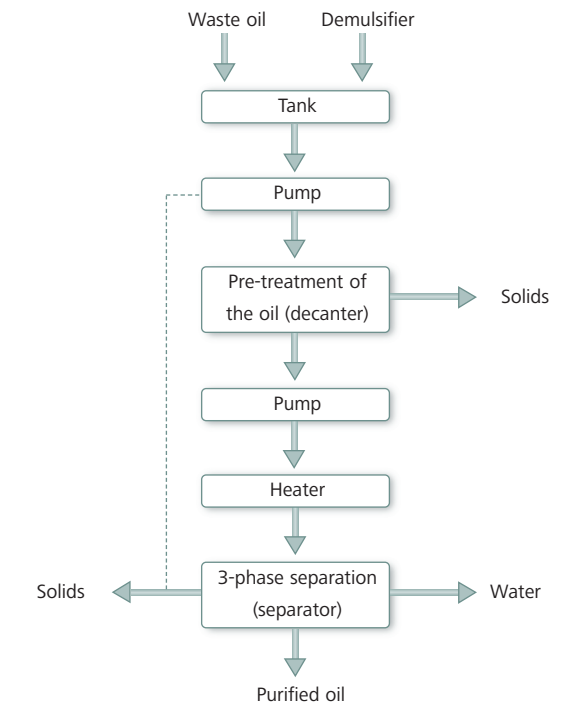 Waste oil
Demulsifier
Tank
Pump
Pre-treatment of
the oil (decanter)
Solids
Pump
Heater
3-phase separation
(separator)
Solids
Water
Purified oil